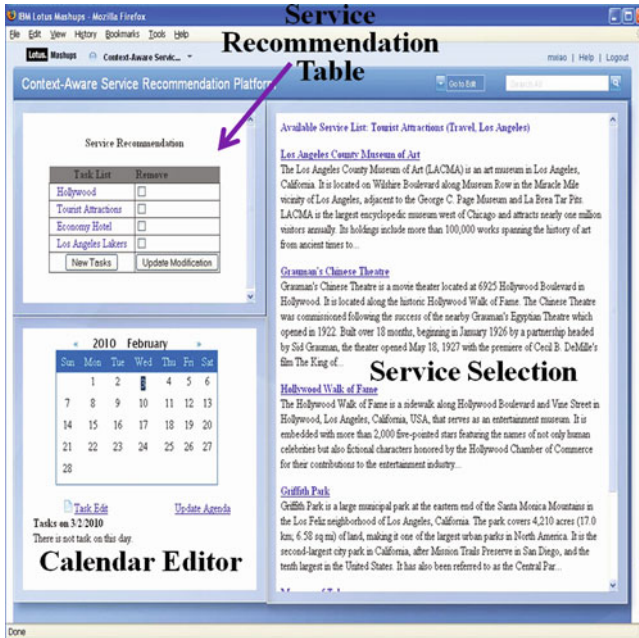 IBM Lotus Mashups - Mozilla Firefox
File Edit View History Bookmarks Tools Help
Service
Recommendation
Table
Lotus. Mashups Context-Aware Servic...
mxiao | Help | Logout
Context-Aware Service Recommendation Platform
Go to Edit
Search All
Service Recommendation
Task List Remove
Hollywood
Tourist Attractions
Economy Hotel
Los Angeles Lakers
New Tasks Update Modification
« 2010 February »
Sun Mon Tue Wed Thu Fri Sat
1 2 3 4 5 6
7 8 9 10 11 12 13
14 15 16 17 18 19 20
21 22 23 24 25 26 27
28
Task Edit Update Agenda
Tasks on 3/2/2010
There is not task on this day.
Calendar Editor
Available Service List: Tourist Attractions (Travel, Los Angeles)
Los Angeles County Museum of Art
The Los Angeles County Museum of Art (LACMA) is an art museum in Los Angeles,
California. It is located on Wilshire Boulevard along Museum Row in the Miracle Mile
vicinity of Los Angeles, adjacent to the George C. Page Museum and La Brea Tar Pits.
LACMA is the largest encyclopedic museum west of Chicago and attracts nearly one million
visitors annually. Its holdings include more than 100,000 works spanning the history of art
from ancient times to...
Grauman's Chinese Theatre
Grauman's Chinese Theatre is a movie theater located at 6925 Hollywood Boulevard in
Hollywood. It is located along the historic Hollywood Walk of Fame. The Chinese Theatre
was commissioned following the success of the nearby Grauman's Egyptian Theatre which
opened in 1922. Built over 18 months, beginning in January 1926 by a partnership headed
by Sid Grauman, the theater opened May 18, 1927 with the premiere of Cecil B. DeMille's
film The King of...
Service Selection
Hollywood Walk of Fame
The Hollywood Walk of Fame is a sidewalk along Hollywood Boulevard and Vine Street in
Hollywood, Los Angeles, California, USA, that serves as an entertainment museum. It is
embedded with more than 2,000 five-pointed stars featuring the names of not only human
celebrities but also fictional characters honored by the Hollywood Chamber of Commerce
for their contributions to the entertainment industry...
Griffith Park
Griffith Park is a large municipal park at the eastern end of the Santa Monica Mountains in
the Los Feliz neighborhood of Los Angeles, California. The park covers 4,210 acres (17.0
km; 6.58 sq mi) of land, making it one of the largest urban parks in North America. It is the
second-largest city park in California, after Mission Trails Preserve in San Diego, and the
tenth largest in the United States. It has also been referred to as the Central Par...
Done